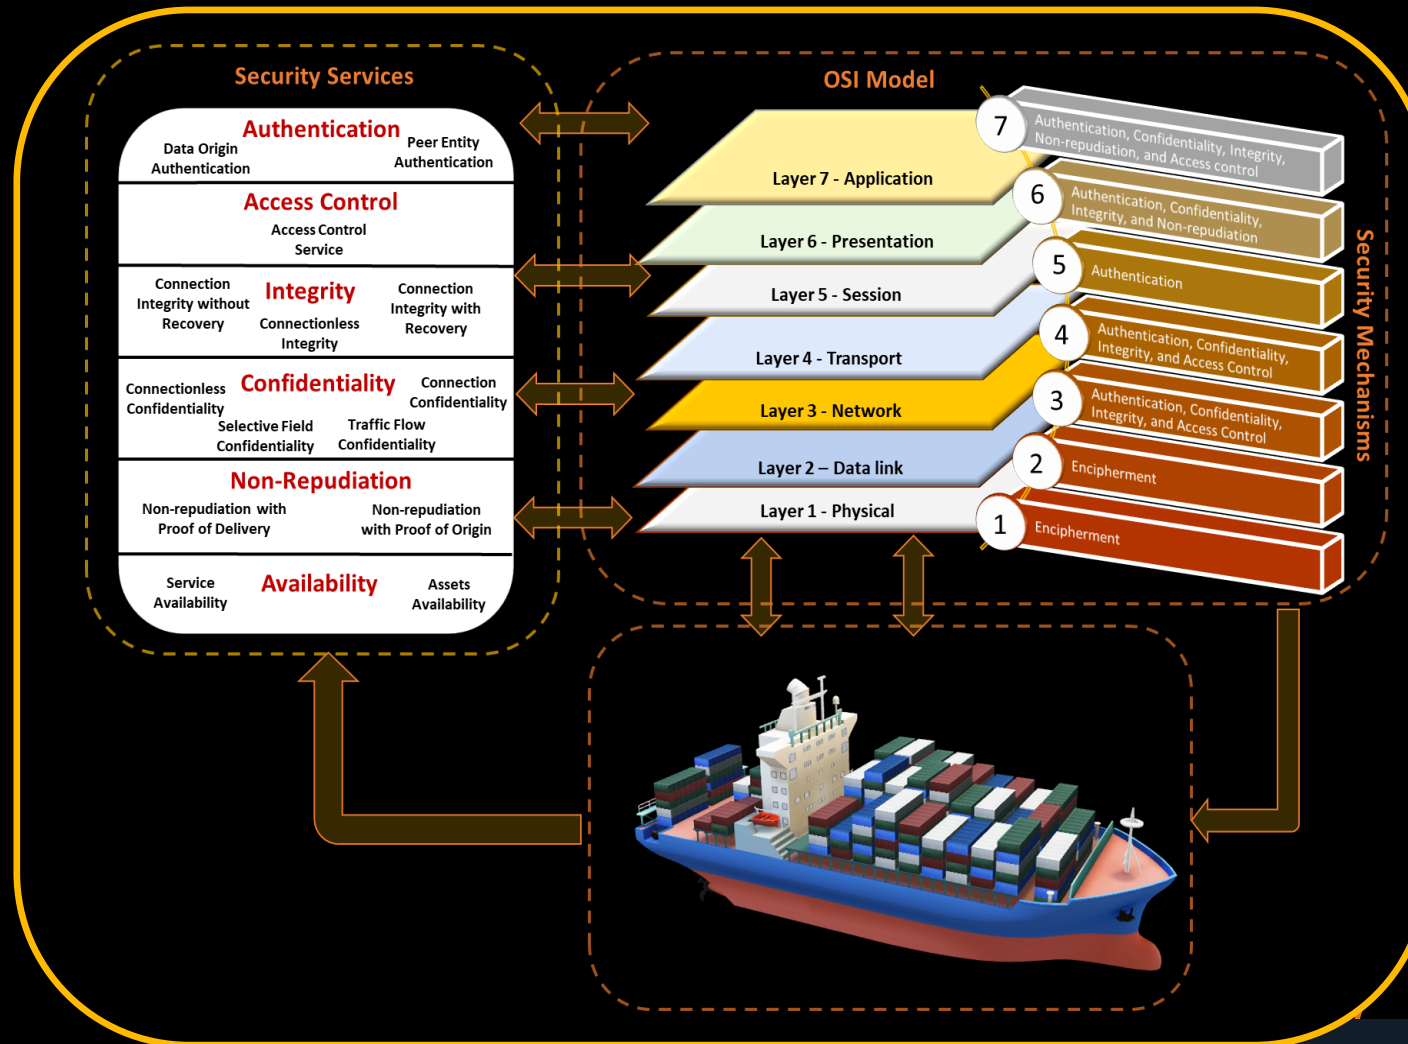 Security Services
Authentication
Data Origin
Authentication
Peer Entity
Authentication
Access Control
Access Control
Service
Integrity
Connection
Integrity without
Recovery
Connectionless
Integrity
Connection
Integrity with
Recovery
Confidentiality
Connectionless
Confidentiality
Selective Field
Confidentiality
Traffic Flow
Confidentiality
Connection
Confidentiality
Non-Repudiation
Non-repudiation with
Proof of Delivery
Non-repudiation
with Proof of Origin
Availability
Service
Availability
Assets
Availability
OSI Model
Layer 7 - Application
Layer 6 - Presentation
Layer 5 - Session
Layer 4 - Transport
Layer 3 - Network
Layer 2 – Data link
Layer 1 - Physical
7
Authentication, Confidentiality, Integrity,
Non-repudiation, and Access control
6
Authentication, Confidentiality,
Integrity, and Non-repudiation
5
Authentication
4
Authentication, Confidentiality,
Integrity, and Access Control
3
Authentication, Confidentiality,
Integrity, and Access Control
2
Encipherment
1
Encipherment
Security Mechanisms